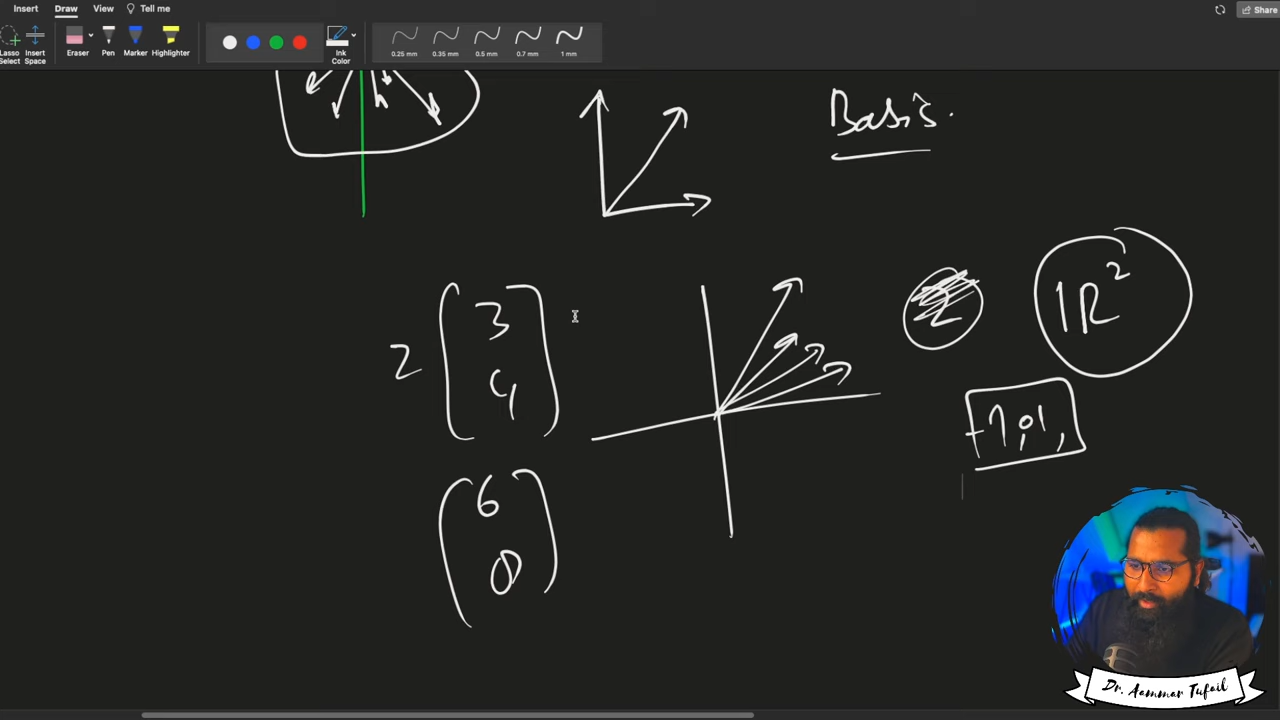 Insert Draw View Tell me Share
Lasso Select
Insert Space
Eraser
Pen
Marker
Highlighter
Ink Color
0.25 mm 0.35 mm 0.5 mm 0.7 mm 1 mm
h
Basis.
2
3
4
6
8
IR²
Dr. Aammar Tufail